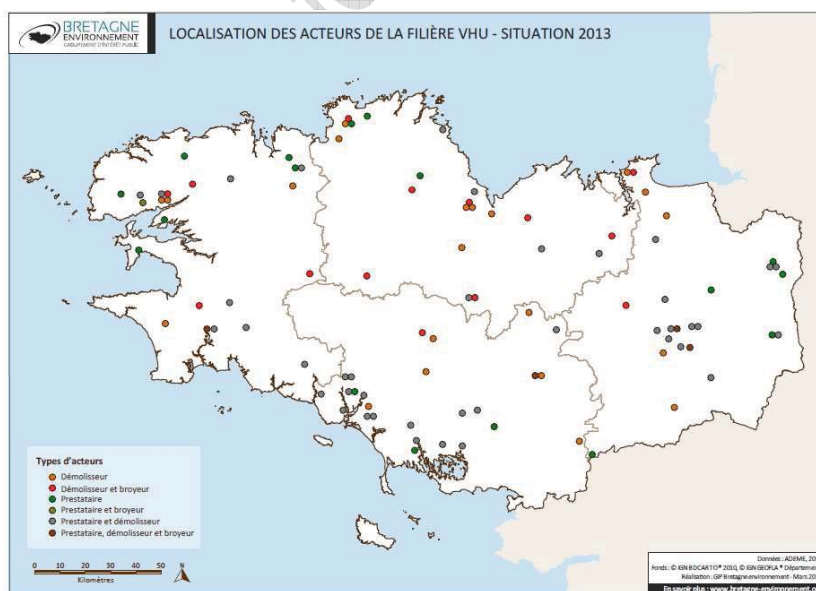 BRETAGNE
ENVIRONNEMENT
GROUPEMENT D'INTÉRÊT PUBLIC
LOCALISATION DES ACTEURS DE LA FILIÈRE VHU - SITUATION 2013
Types d'acteurs
Démolisseur
Démolisseur et broyeur
Prestataire
Prestataire et broyeur
Prestataire et démolisseur
Prestataire, démolisseur et broyeur
0 10 20 30 40 50
Kilomètres
N
Données : ADEME, 20
Fonds : © IGN BDCARTO® 2010, © IGN GEOFLA® Départeme
Réalisation : GIP Bretagne environnement - Mars 20
En savoir plus : www.bretagne-environnement.o